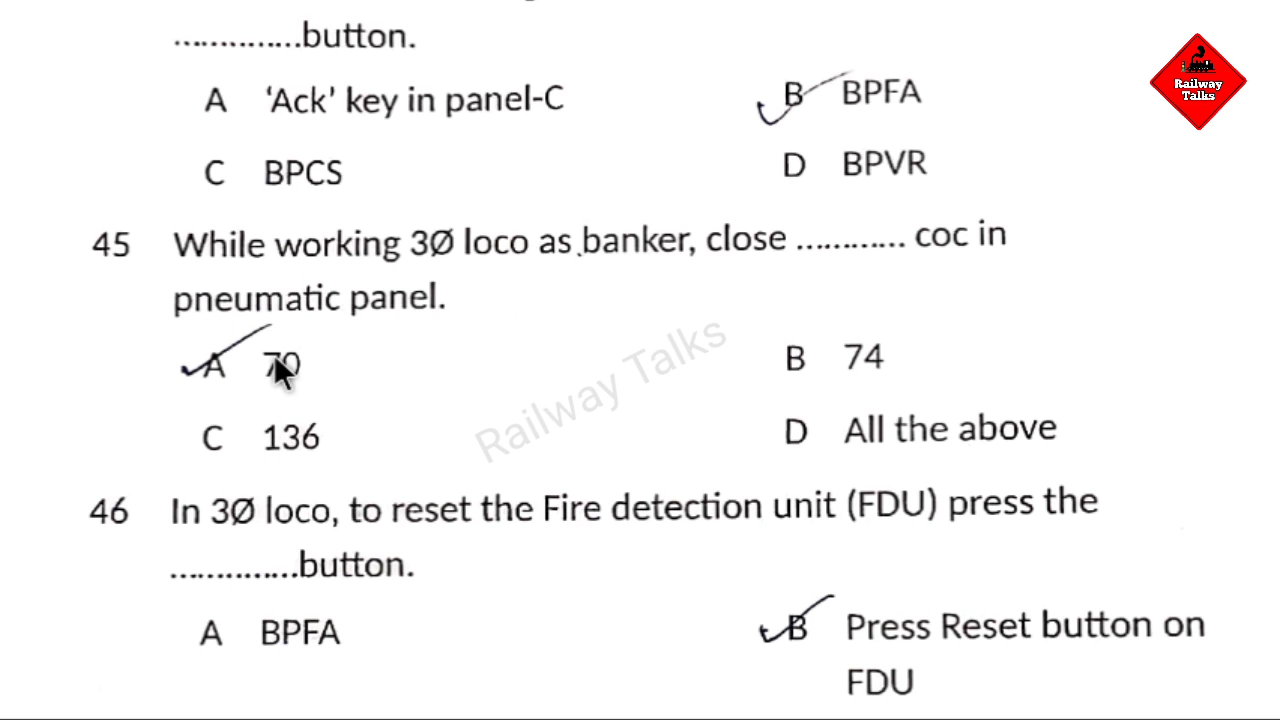 ..............button.
A 'Ack' key in panel-C B BPFA
C BPCS D BPVR
45 While working 3Ø loco as banker, close ............ coc in
pneumatic panel.
A 70 B 74
C 136 D All the above
46 In 3Ø loco, to reset the Fire detection unit (FDU) press the
..............button.
A BPFA B Press Reset button on
FDU
Railway
Talks
Railway Talks